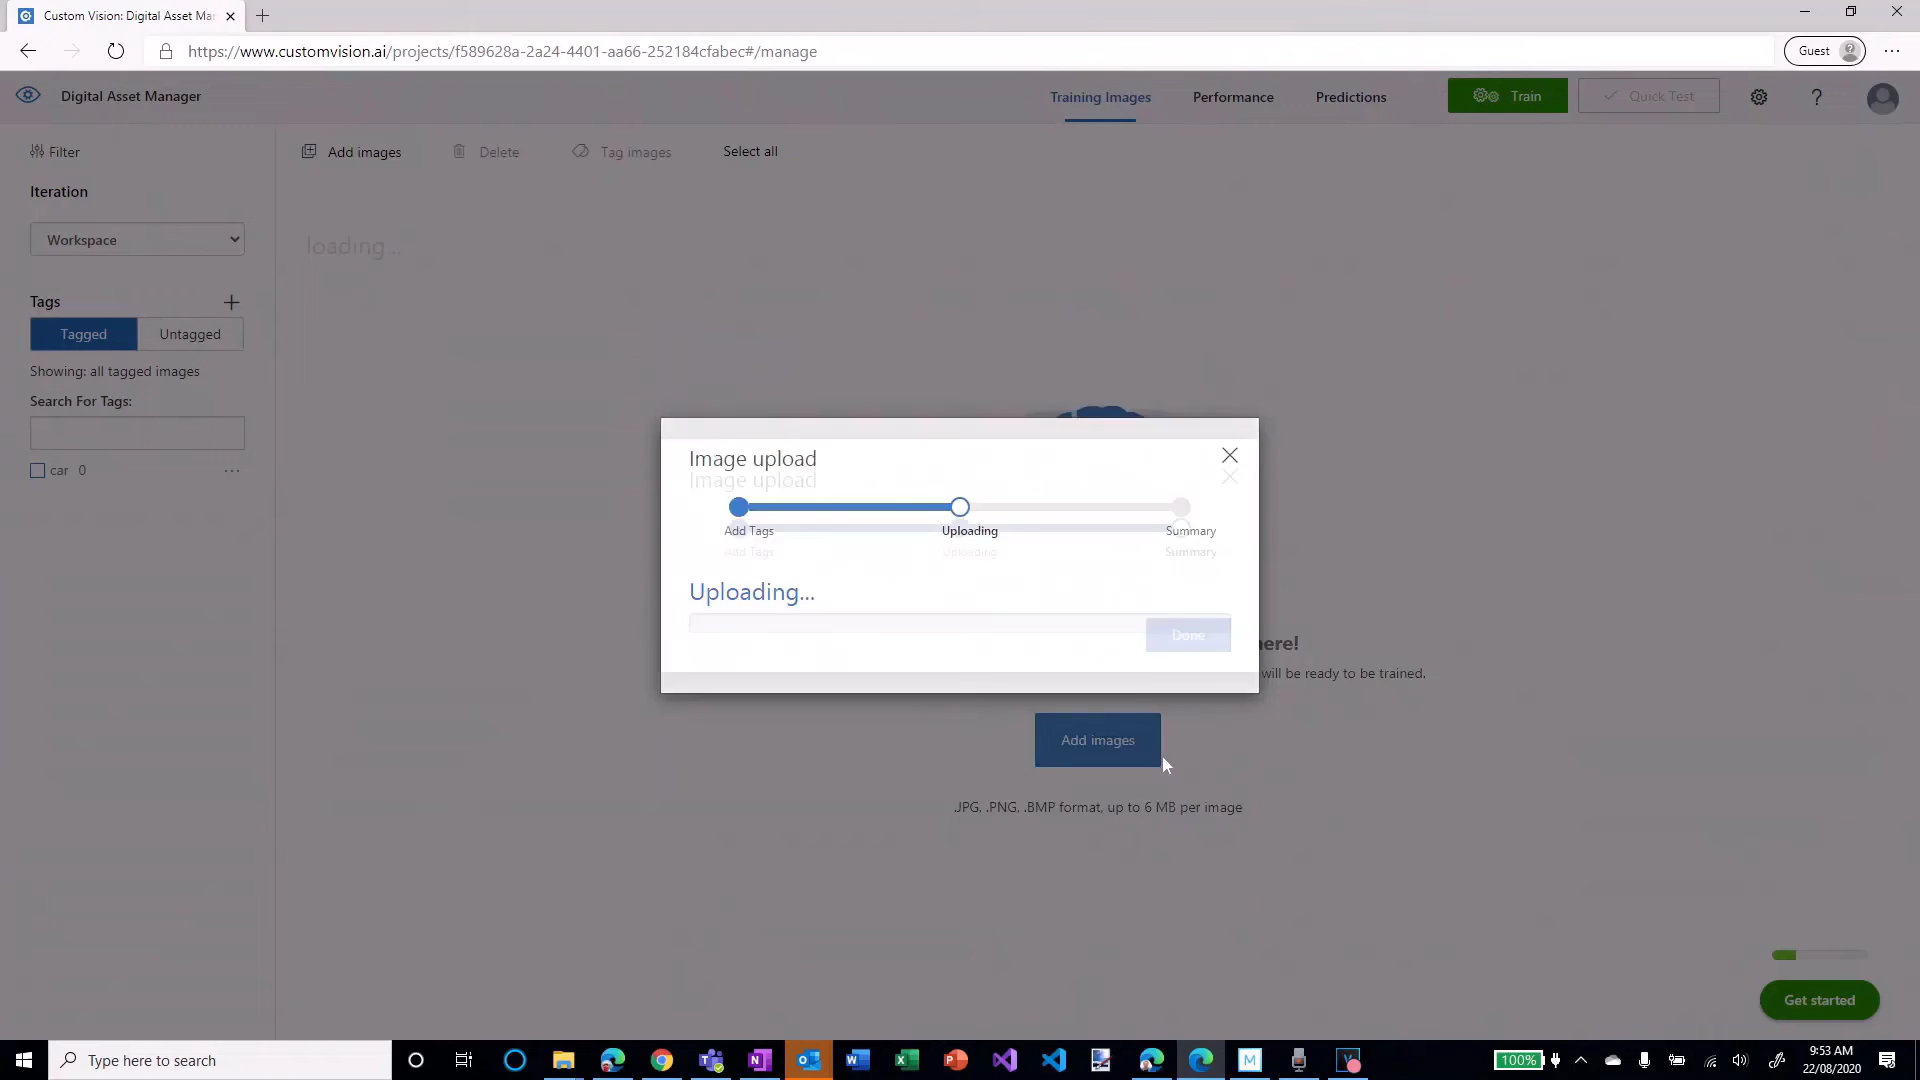 Custom Vision: Digital Asset Ma
https://www.customvision.ai/projects/f589628a-2a24-4401-aa66-252184cfabec#/manage
Guest
Digital Asset Manager
Training Images
Performance
Predictions
Train
Quick Test
Filter
Add images
Delete
Tag images
Select all
Iteration
Workspace
loading...
Tags
Tagged
Untagged
Showing: all tagged images
Search For Tags:
car 0
Image upload
Image upload
Add Tags
Uploading
Summary
Add Tags
Uploading
Summary
Uploading...
Done
here!
will be ready to be trained.
Add images
.JPG, .PNG, .BMP format, up to 6 MB per image
Get started
Type here to search
100%
9:53 AM
22/08/2020